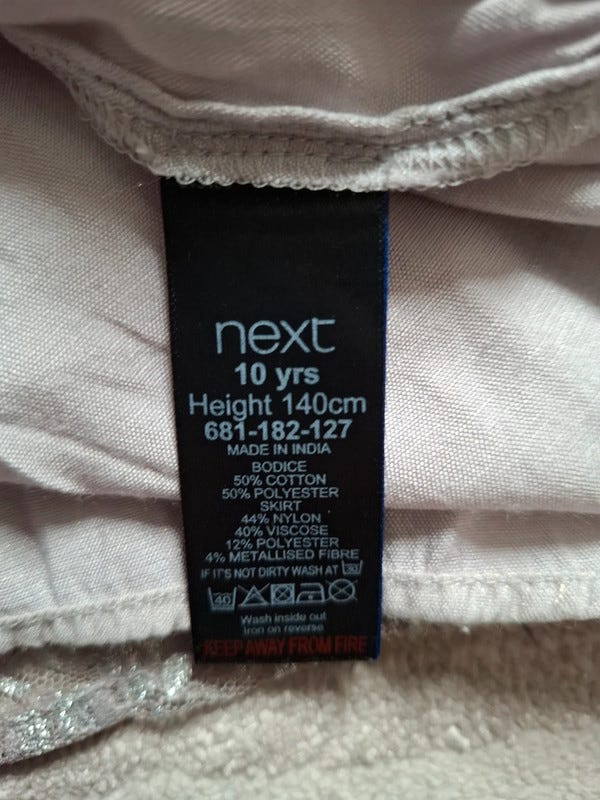 next
10 yrs
Height 140cm
681-182-127
MADE IN INDIA
BODICE
50% COTTON
50% POLYESTER
SKIRT
44% NYLON
40% VISCOSE
12% POLYESTER
4% METALLISED FIBRE
IF IT'S NOT DIRTY WASH AT 30
40
Wash inside out
Iron on reverse
KEEP AWAY FROM FIRE